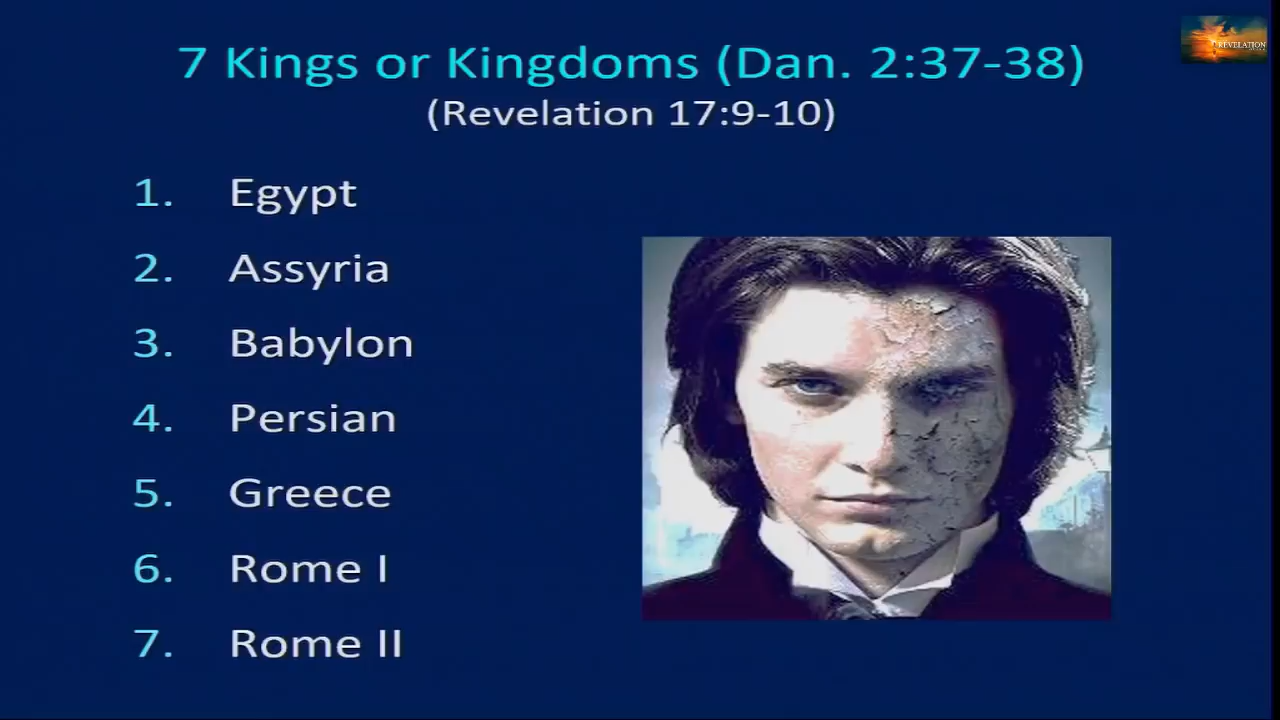 7 Kings or Kingdoms (Dan. 2:37-38)
(Revelation 17:9-10)
REVELATION
1. Egypt
2. Assyria
3. Babylon
4. Persian
5. Greece
6. Rome I
7. Rome II